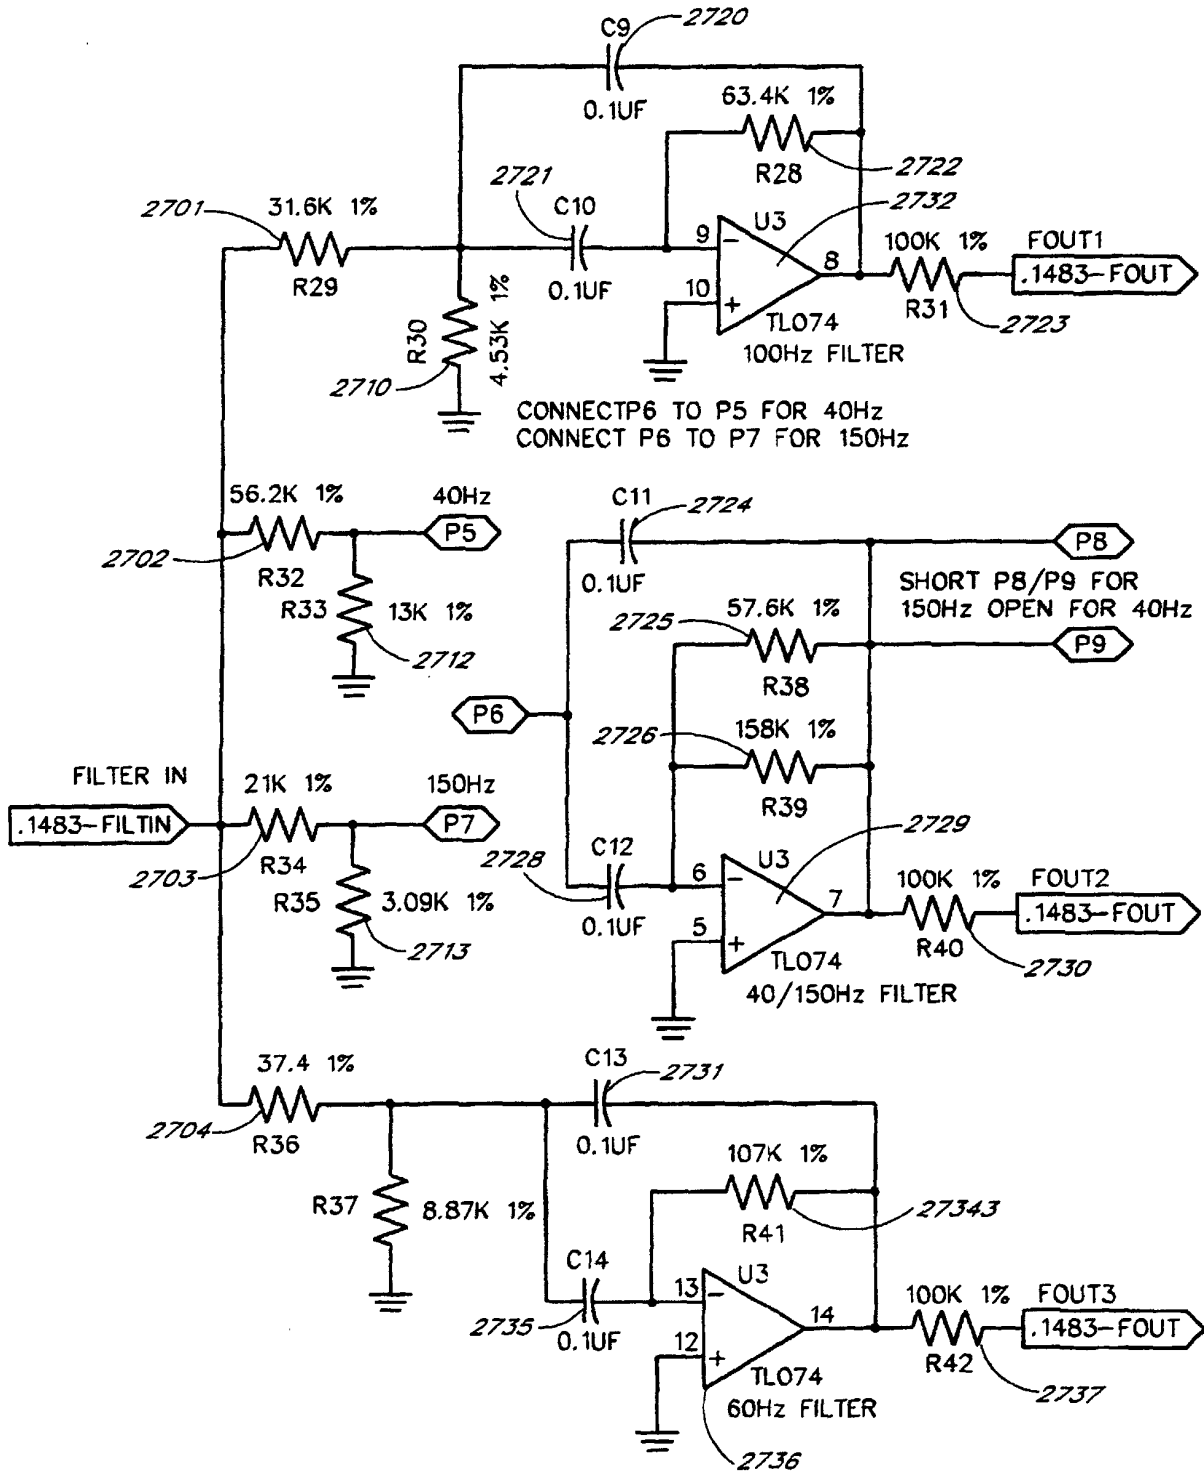 C9
2720
0.1UF
63.4K 1%
R28
2722
2721
C10
0.1UF
2701
31.6K 1%
R29
R30
4.53K 1%
2710
U3
2732
9
-
8
10
+
TL074
100Hz FILTER
100K 1%
R31
2723
FOUT1
.1483-FOUT
CONNECTP6 TO P5 FOR 40Hz
CONNECT P6 TO P7 FOR 150Hz
56.2K 1%
2702
R32
40Hz
P5
R33
13K 1%
2712
C11
2724
0.1UF
P8
SHORT P8/P9 FOR
150Hz OPEN FOR 40Hz
P9
2725
57.6K 1%
R38
P6
2726
158K 1%
R39
FILTER IN
.1483-FILTIN
21K 1%
2703
R34
150Hz
P7
R35
3.09K 1%
2713
C12
2728
0.1UF
U3
2729
6
-
7
5
+
TL074
40/150Hz FILTER
100K 1%
R40
2730
FOUT2
.1483-FOUT
37.4 1%
2704
R36
R37
8.87K 1%
C13
2731
0.1UF
107K 1%
R41
27343
C14
2735
0.1UF
U3
13
-
14
12
+
TL074
60Hz FILTER
2736
100K 1%
R42
2737
FOUT3
.1483-FOUT